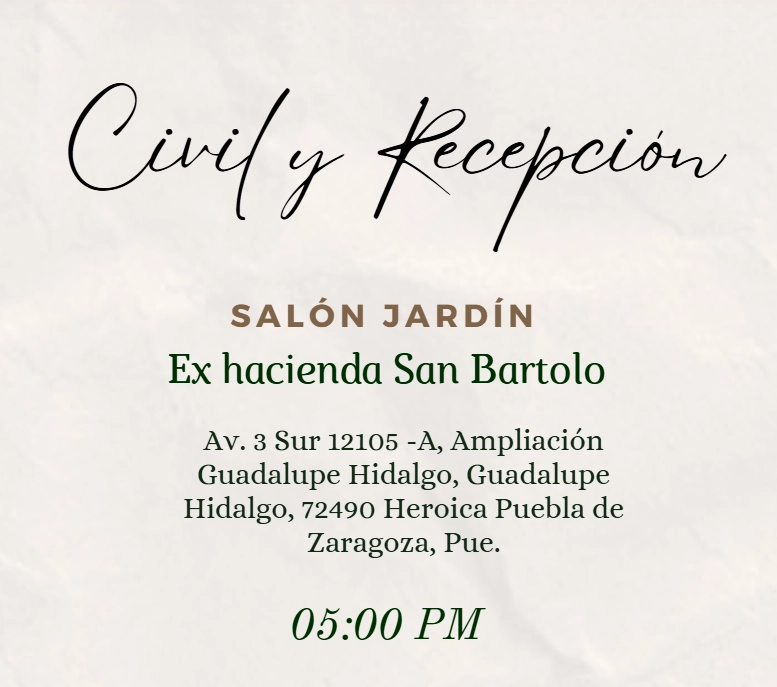 Civil y Recepción
SALÓN JARDÍN
Ex hacienda San Bartolo
Av. 3 Sur 12105 -A, Ampliación
Guadalupe Hidalgo, Guadalupe
Hidalgo, 72490 Heroica Puebla de
Zaragoza, Pue.
05:00 PM